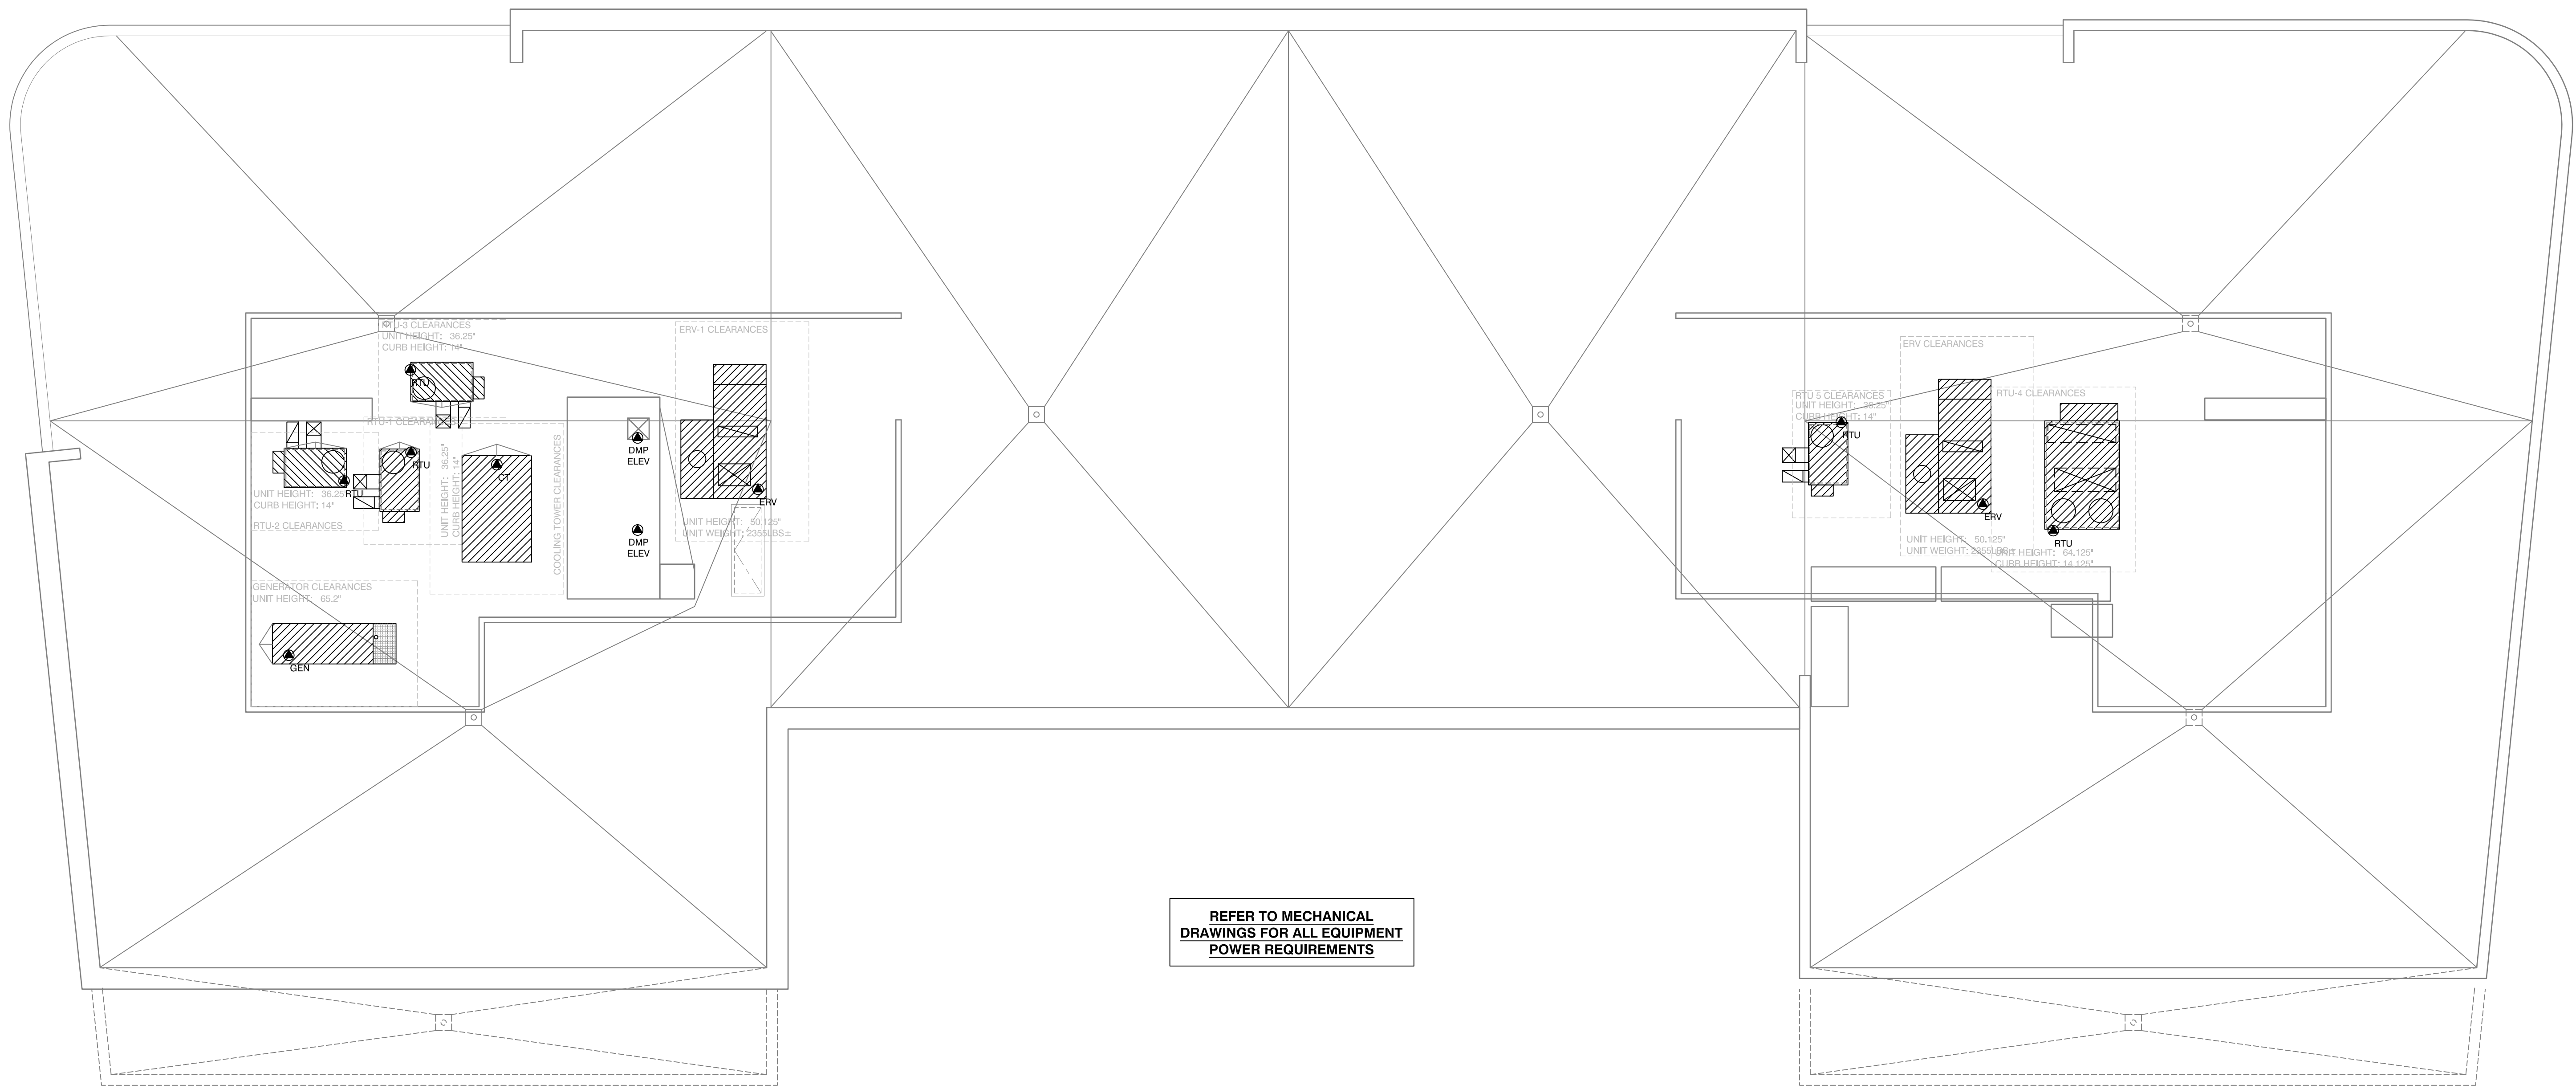 RTU-3 CLEARANCES
UNIT HEIGHT: 36.25"
CURB HEIGHT: 14"
RTU
RTU-1 CLEARANCES
RTU
UNIT HEIGHT: 36.25"
CURB HEIGHT: 14"
UNIT HEIGHT: 36.25"
CURB HEIGHT: 14"
RTU
RTU-2 CLEARANCES
CT
COOLING TOWER CLEARANCES
GENERATOR CLEARANCES
UNIT HEIGHT: 65.2"
GEN
DMP
ELEV
DMP
ELEV
ERV-1 CLEARANCES
ERV
UNIT HEIGHT: 50.125"
UNIT WEIGHT: 2355LBS±
RTU 5 CLEARANCES
UNIT HEIGHT: 36.25"
CURB HEIGHT: 14"
RTU
ERV CLEARANCES
ERV
UNIT HEIGHT: 50.125"
UNIT WEIGHT: 2355LBS±
RTU-4 CLEARANCES
RTU
UNIT HEIGHT: 64.125"
CURB HEIGHT: 14.125"
REFER TO MECHANICAL
DRAWINGS FOR ALL EQUIPMENT
POWER REQUIREMENTS